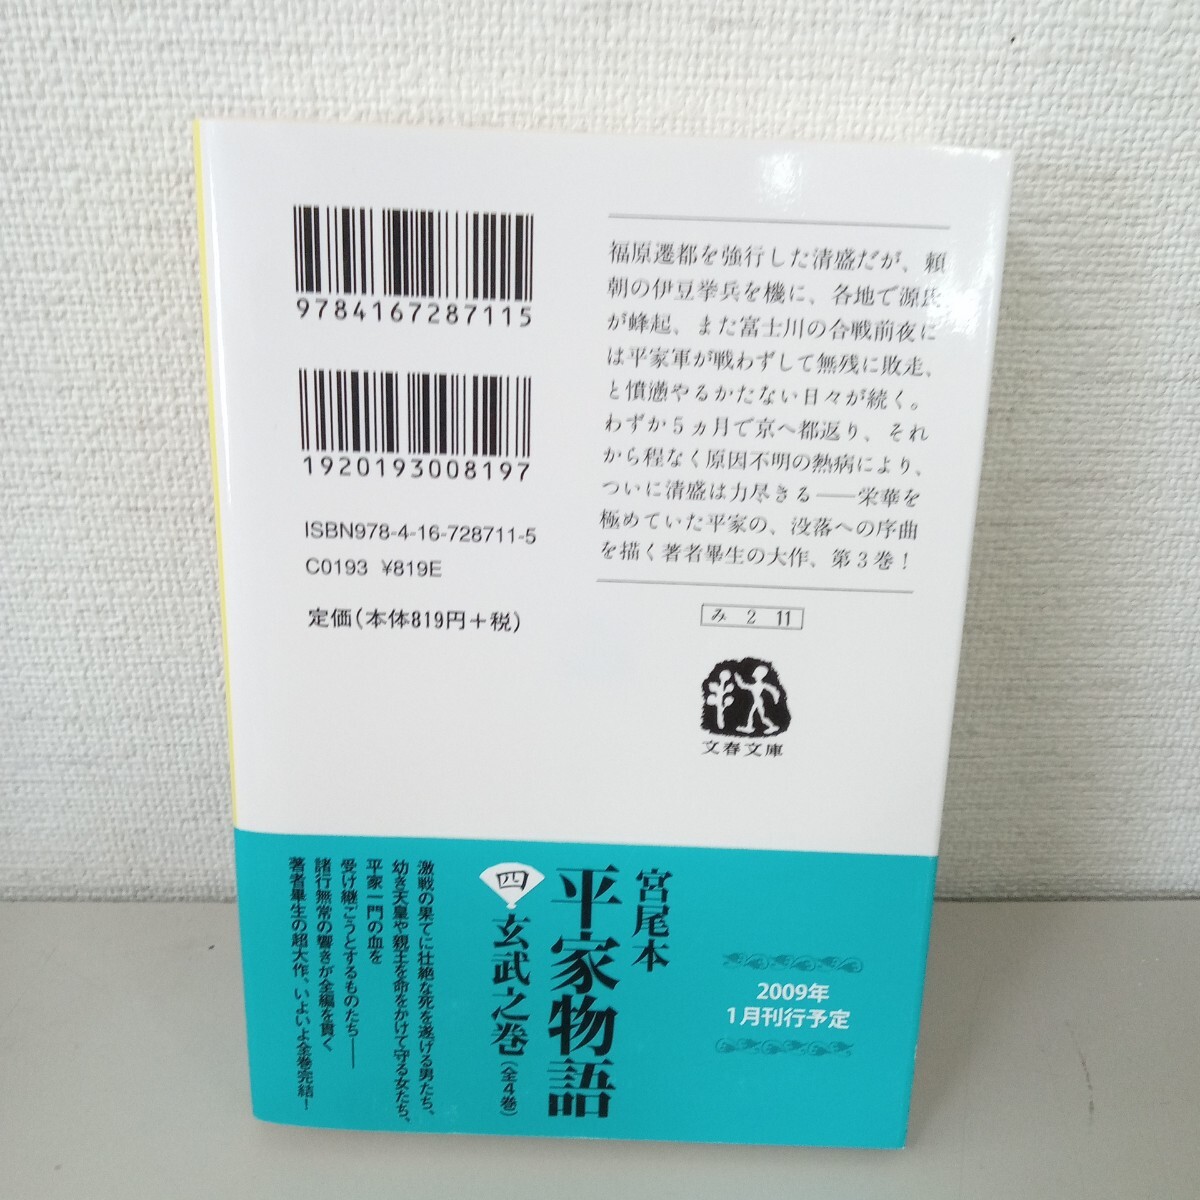 9784167287115
1920193008197
ISBN978-4-16-728711-5
C0193 ¥819E
定価(本体819円+税)
福原遷都を強行した清盛だが、頼
朝の伊豆挙兵を機に、各地で源氏
が蜂起、また富士川の合戦前夜に
は平家軍が戦わずして無残に敗走、
と憤懣やるかたない日々が続く。
わずか5ヵ月で京へ都返り、それ
から程なく原因不明の熱病により、
ついに清盛は力尽きる——栄華を
極めていた平家の、没落への序曲
を描く著者畢生の大作、第3巻!
み 2 11
文春文庫
2009年
1月刊行予定
宮尾本
平家物語
四 玄武之巻(全4巻)
激戦の果てに壮絶な死を遂げる男たち、
幼き天皇や親王を命をかけて守る女たち、
平家一門の血を
受け継ごうとするものたち——
諸行無常の響きが全編を貫く
著者畢生の超大作、いよいよ全巻完結!